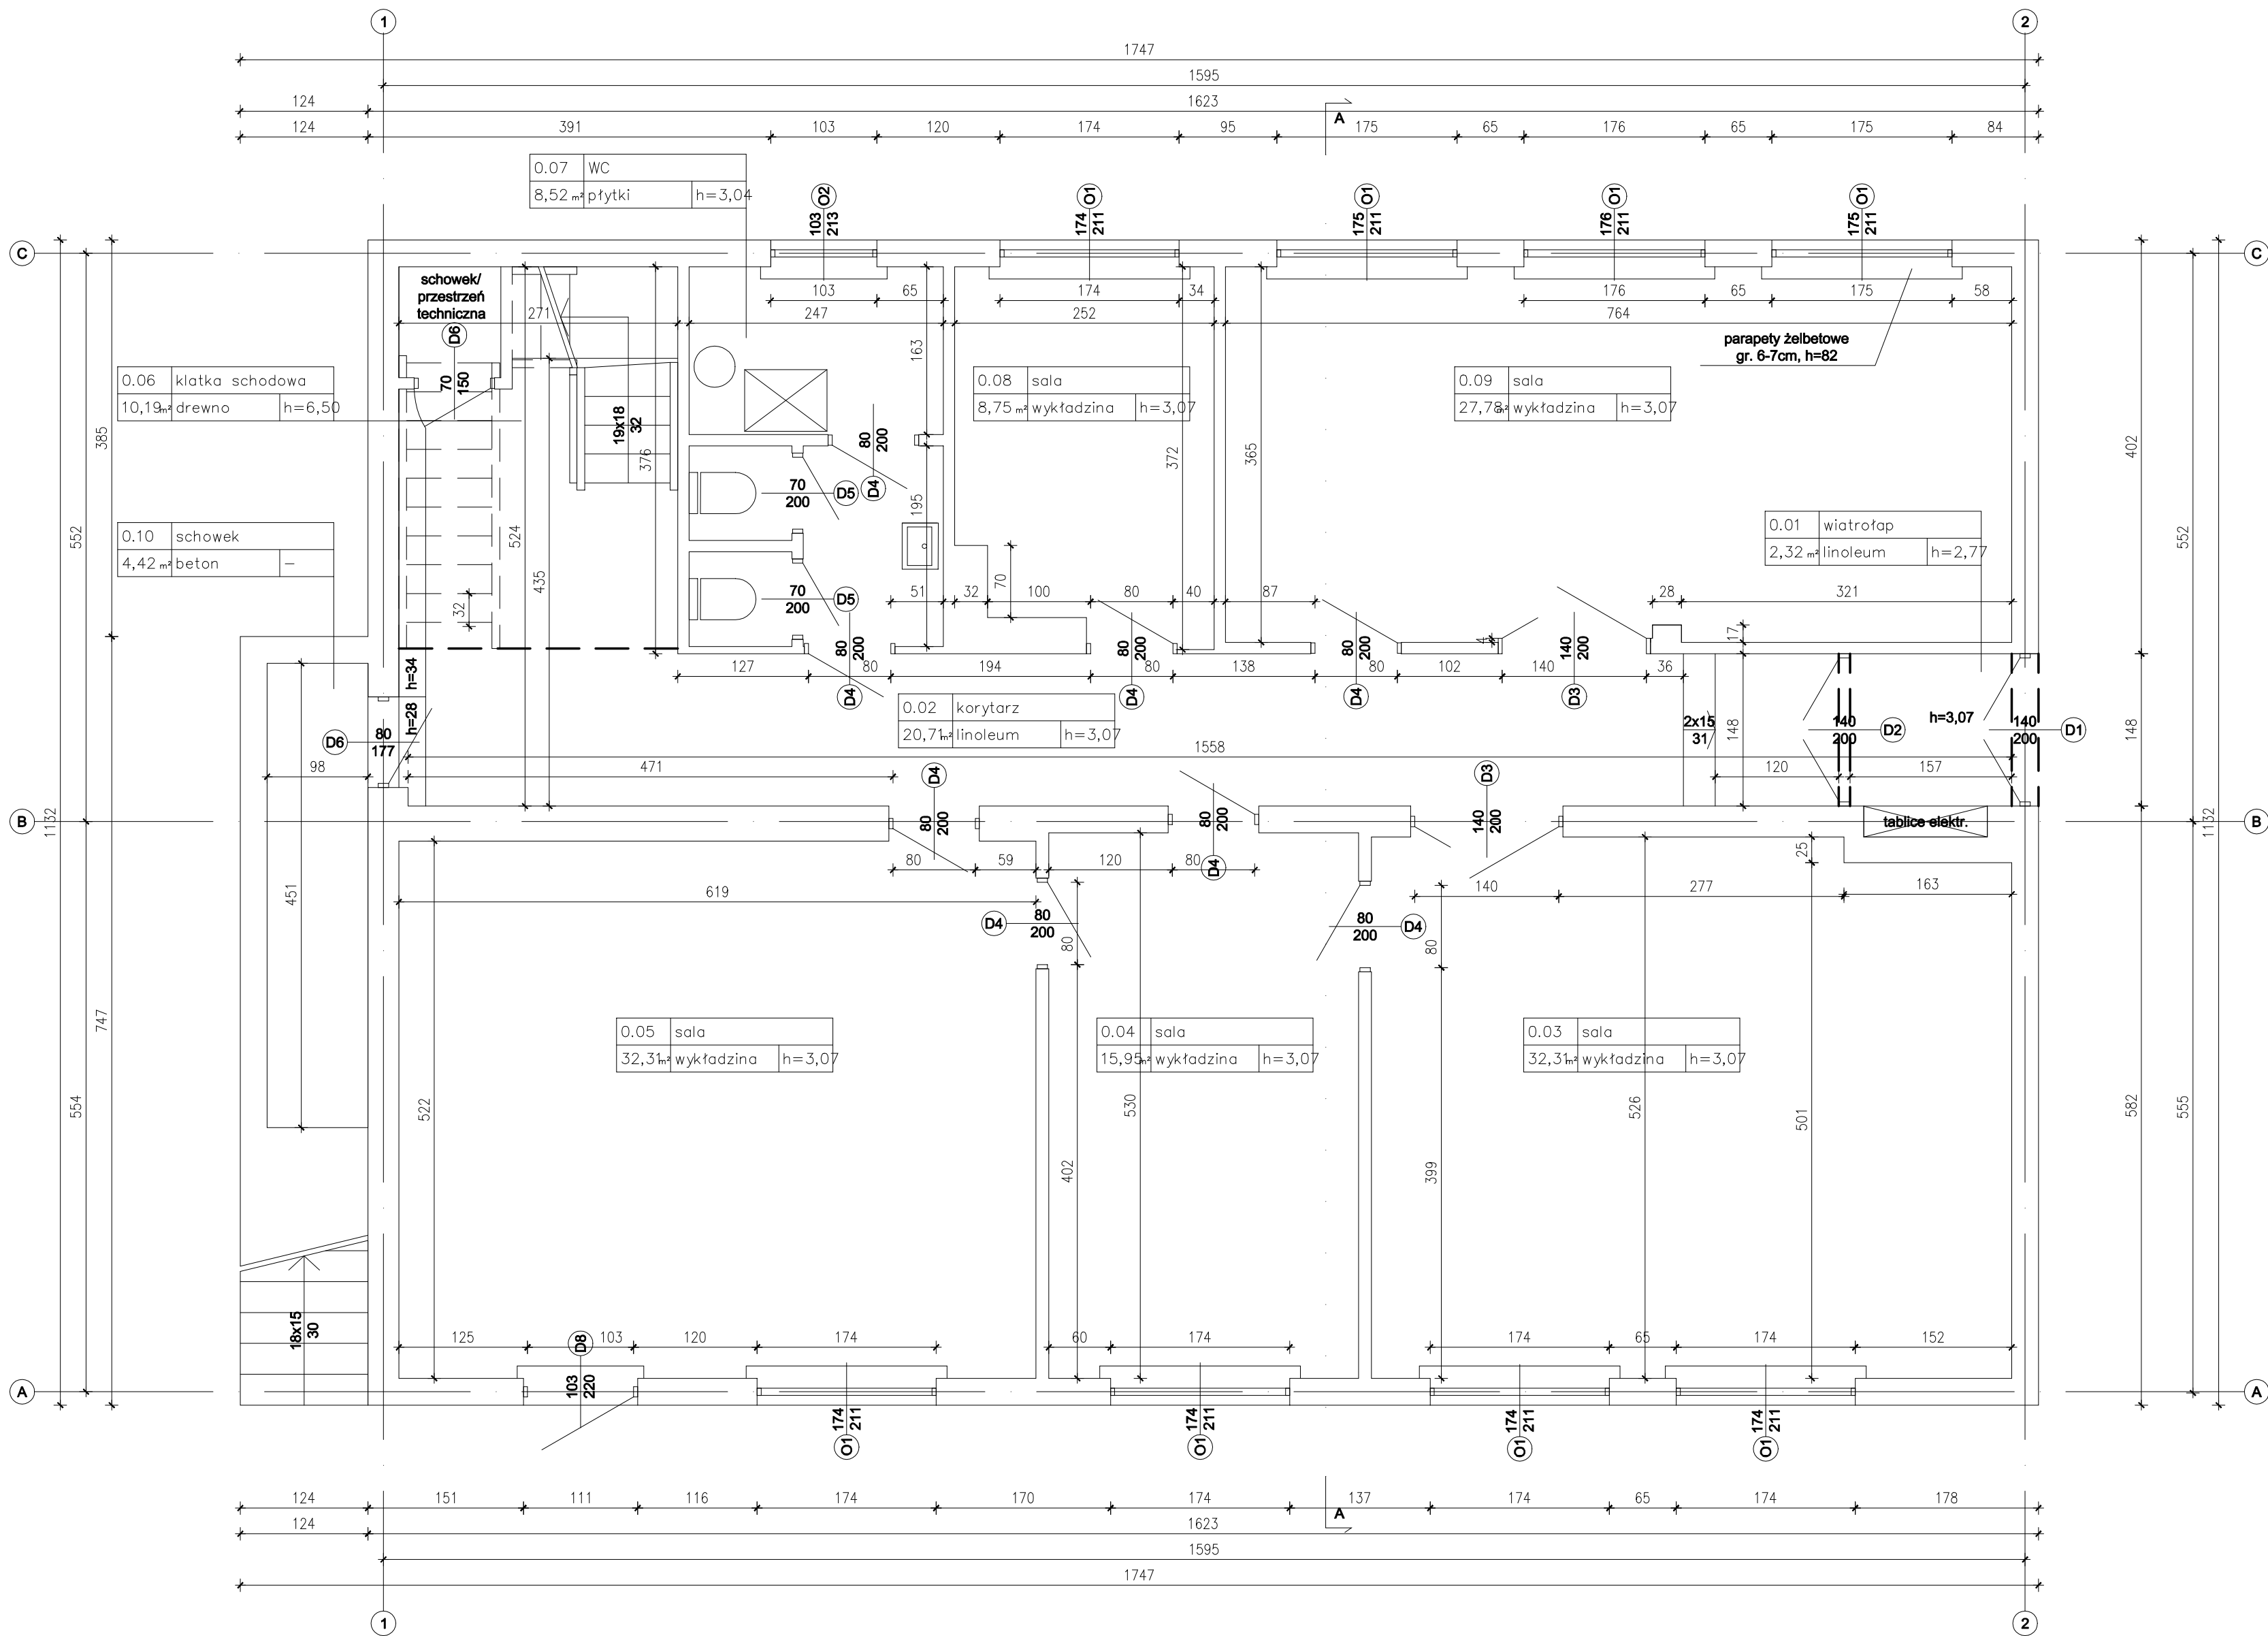 1
2
1747
1595
124
1623
A
124
391
103
120
174
95
175
65
176
65
175
84
0.07 WC
8,52 m² płytki h=3,04
O2
103
213
O1
174
211
O1
175
211
O1
176
211
O1
175
211
C
C
schowek/
przestrzeń
techniczna
271
103
65
174
34
176
65
175
58
247
252
764
D6
70
150
163
parapety żelbetowe
gr. 6-7cm, h=82
0.06 klatka schodowa
10,19 m² drewno h=6,50
0.08 sala
8,75 m² wykładzina h=3,07
0.09 sala
27,78 m² wykładzina h=3,07
385
402
19x18
32
376
80
200
D4
372
365
70
200
D5
195
0.10 schowek
4,42 m² beton –
552
524
435
0.01 wiatrołap
2,32 m² linoleum h=2,77
552
32
70
200
D5
51
32
100
70
80
40
87
28
321
17
4
80
200
D4
80
200
D4
80
200
D4
140
200
D3
127
80
194
80
138
80
102
140
36
h=34
h=28
0.02 korytarz
20,71 m² linoleum h=3,07
D6
80
177
2x15
31
148
140
200
D2
h=3,07
140
200
D1
148
1558
98
471
120
157
D4
80
200
80
200
D4
D3
140
200
B
1132
tablice elektr.
1132
B
80
59
120
80
25
619
140
277
163
451
D4
80
200
80
80
200
D4
80
747
554
0.05 sala
32,31 m² wykładzina h=3,07
0.04 sala
15,95 m² wykładzina h=3,07
0.03 sala
32,31 m² wykładzina h=3,07
522
530
526
501
582
555
402
399
18x15
30
125
D8
103
120
174
60
174
174
65
174
152
103
220
A
A
174
211
O1
174
211
O1
174
211
O1
174
211
O1
124
151
111
116
174
170
174
137
174
65
174
178
A
124
1623
1595
1747
1
2